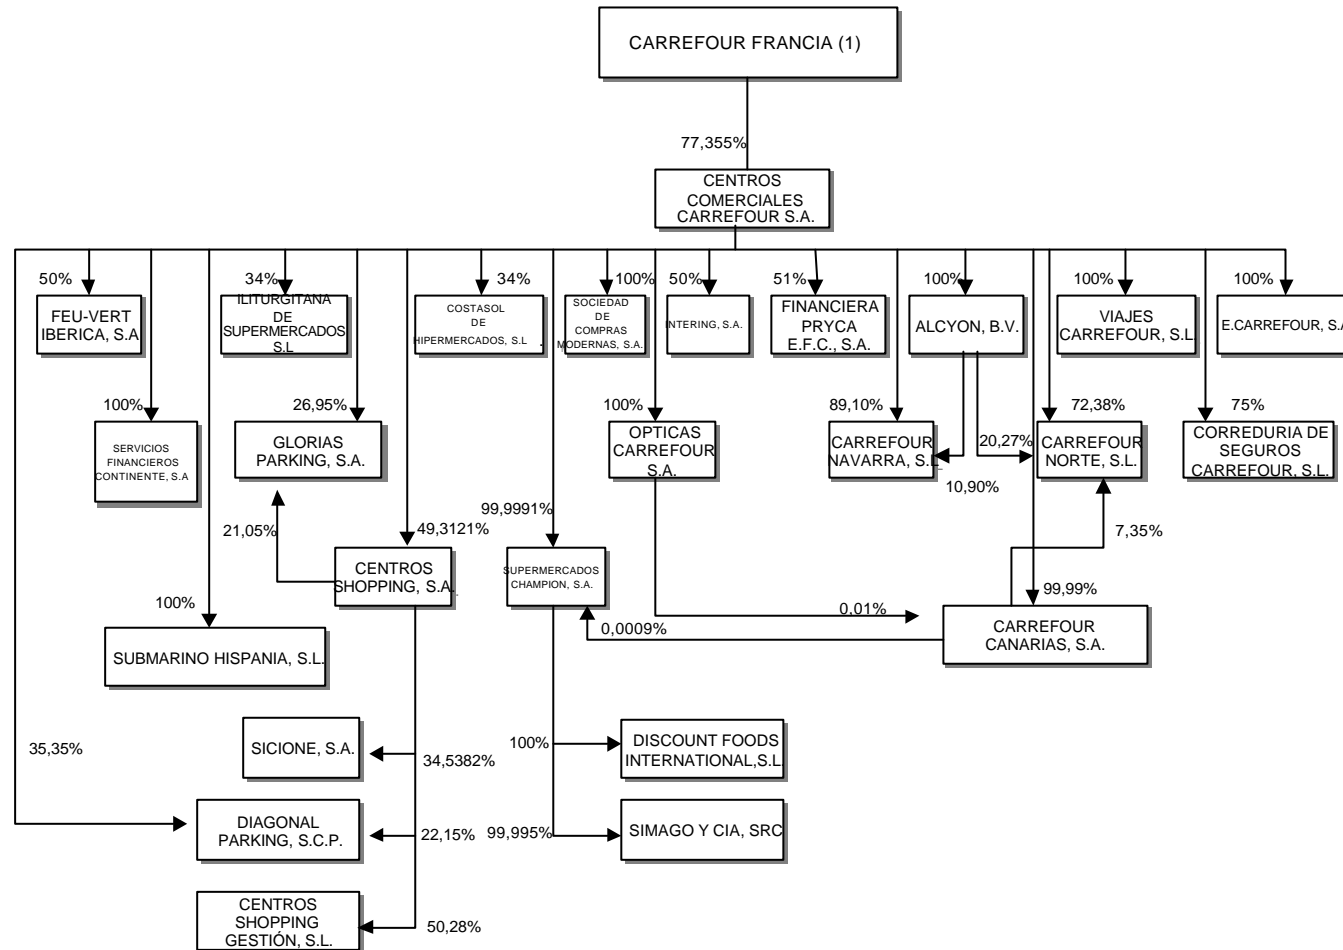 CARREFOUR FRANCIA (1)
77,355%
CENTROS
COMERCIALES
CARREFOUR S.A.
50%
34%
34%
100%
50%
51%
100%
100%
100%
FEU-VERT
IBERICA, S.A
ILITURGITANA
DE
SUPERMERCADOS
S.L
COSTASOL
DE
HIPERMERCADOS, S.L .
SOCIEDAD
DE
COMPRAS
MODERNAS, S.A.
INTERING, S.A.
FINANCIERA
PRYCA
E.F.C., S.A.
ALCYON, B.V.
VIAJES
CARREFOUR, S.L.
E.CARREFOUR, S.A
100%
26,95%
100%
89,10%
72,38%
75%
SERVICIOS
FINANCIEROS
CONTINENTE, S.A
GLORIAS
PARKING, S.A.
OPTICAS
CARREFOUR
S.A.
CARREFOUR
NAVARRA, S.L
20,27%
CARREFOUR
NORTE, S.L.
CORREDURIA DE
SEGUROS
CARREFOUR, S.L.
10,90%
21,05%
49,3121%
99,9991%
7,35%
CENTROS
SHOPPING, S.A.
SUPERMERCADOS
CHAMPION, S.A.
100%
0,01%
99,99%
0,0009%
CARREFOUR
CANARIAS, S.A.
SUBMARINO HISPANIA, S.L.
35,35%
SICIONE, S.A.
34,5382%
100%
DISCOUNT FOODS
INTERNATIONAL,S.L.
DIAGONAL
PARKING, S.C.P.
22,15%
99,995%
SIMAGO Y CIA, SRC
CENTROS
SHOPPING
GESTIÓN, S.L.
50,28%